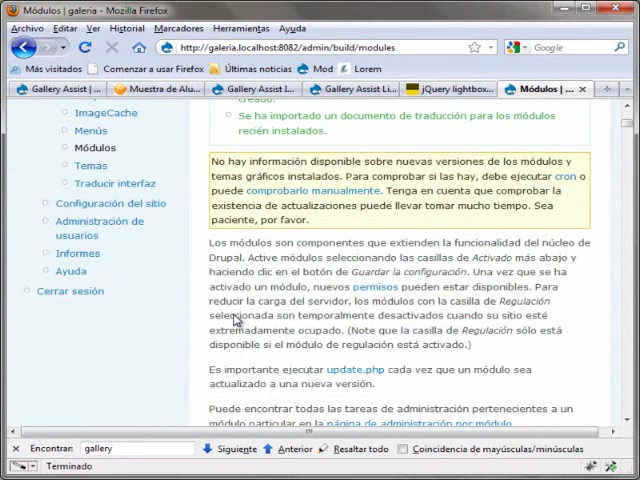 Módulos | galeria - Mozilla Firefox
Archivo Editar Ver Historial Marcadores Herramientas Ayuda
http://galeria.localhost:8082/admin/build/modules
Google
Más visitados Comenzar a usar Firefox Últimas noticias Mod Lorem
Gallery Assist | ... Muestra de Alu... Gallery Assist I... Gallery Assist Li... jQuery lightbox... Módulos | ...
ImageCache
Menús
Módulos
Temas
Traducir interfaz
Configuración del sitio
Administración de
usuarios
Informes
Ayuda
Cerrar sesión
creado.
Se ha importado un documento de traducción para los módulos
recién instalados.
No hay información disponible sobre nuevas versiones de los módulos y
temas gráficos instalados. Para comprobar si las hay, debe ejecutar cron o
puede comprobarlo manualmente. Tenga en cuenta que comprobar la
existencia de actualizaciones puede llevar tomar mucho tiempo. Sea
paciente, por favor.
Los módulos son componentes que extienden la funcionalidad del núcleo de
Drupal. Active módulos seleccionando las casillas de Activado más abajo y
haciendo clic en el botón de Guardar la configuración. Una vez que se ha
activado un módulo, nuevos permisos pueden estar disponibles. Para
reducir la carga del servidor, los módulos con la casilla de Regulación
seleccionada son temporalmente desactivados cuando su sitio esté
extremadamente ocupado. (Note que la casilla de Regulación sólo está
disponible si el módulo de regulación está activado.)
Es importante ejecutar update.php cada vez que un módulo sea
actualizado a una nueva versión.
Puede encontrar todas las tareas de administración pertenecientes a un
módulo particular en la página de administración por módulo.
Encontrar: gallery Siguiente Anterior Resaltar todo Coincidencia de mayúsculas/minúsculas
Terminado